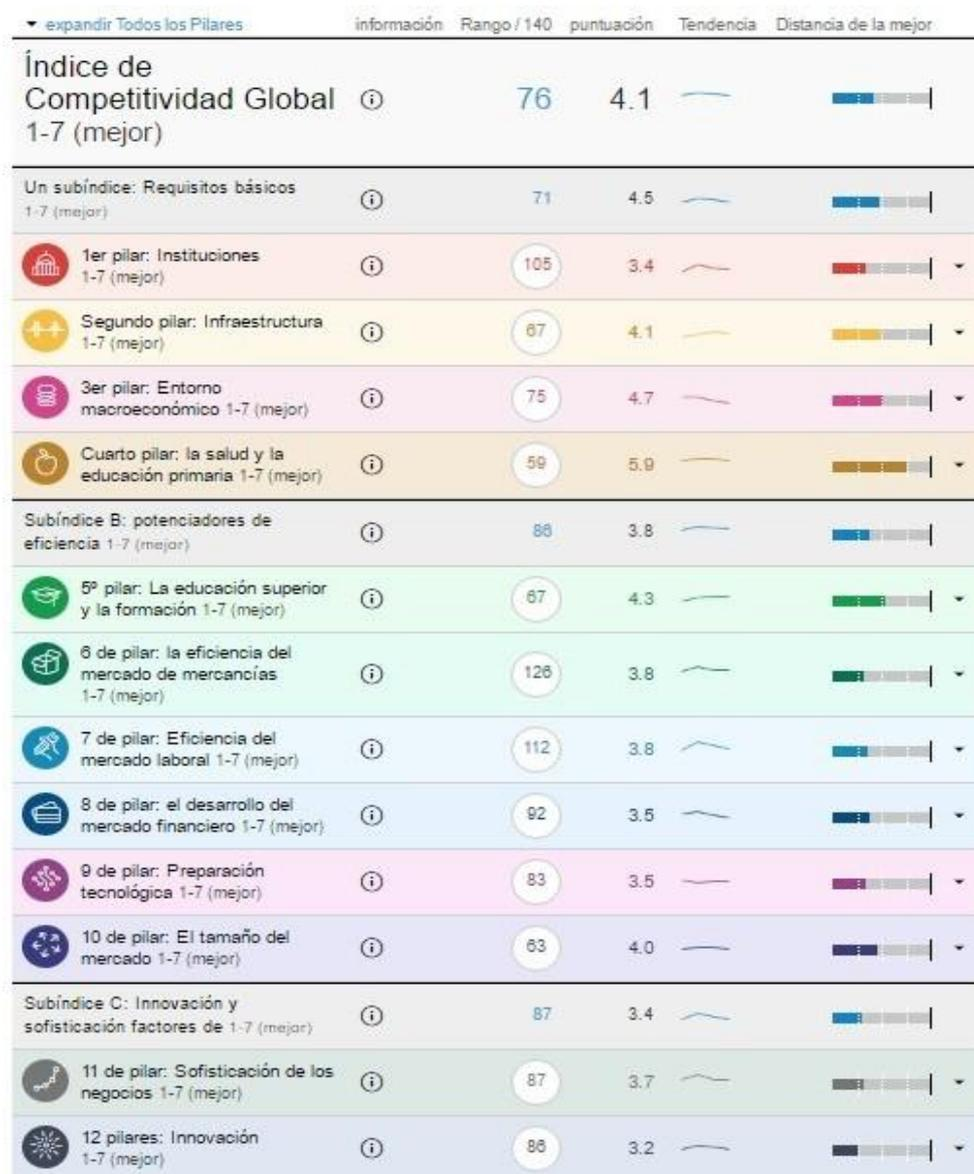 expandir Todos los Pilares información Rango / 140 puntuación Tendencia Distancia de la mejor
Índice de
Competitividad Global 76 4.1
1-7 (mejor)
Un subíndice: Requisitos básicos 71 4.5
1-7 (mejor)
1er pilar: Instituciones 105 3.4
1-7 (mejor)
Segundo pilar: Infraestructura 67 4.1
1-7 (mejor)
3er pilar: Entorno 75 4.7
macroeconómico 1-7 (mejor)
Cuarto pilar: la salud y la 59 5.9
educación primaria 1-7 (mejor)
Subíndice B: potenciadores de 86 3.8
eficiencia 1-7 (mejor)
5º pilar: La educación superior 67 4.3
y la formación 1-7 (mejor)
6 de pilar: la eficiencia del
mercado de mercancías 126 3.8
1-7 (mejor)
7 de pilar: Eficiencia del 112 3.8
mercado laboral 1-7 (mejor)
8 de pilar: el desarrollo del 92 3.5
mercado financiero 1-7 (mejor)
9 de pilar: Preparación 83 3.5
tecnológica 1-7 (mejor)
10 de pilar: El tamaño del 63 4.0
mercado 1-7 (mejor)
Subíndice C: Innovación y 87 3.4
sofisticación factores de 1-7 (mejor)
11 de pilar: Sofisticación de los 87 3.7
negocios 1-7 (mejor)
12 pilares: Innovación 86 3.2
1-7 (mejor)